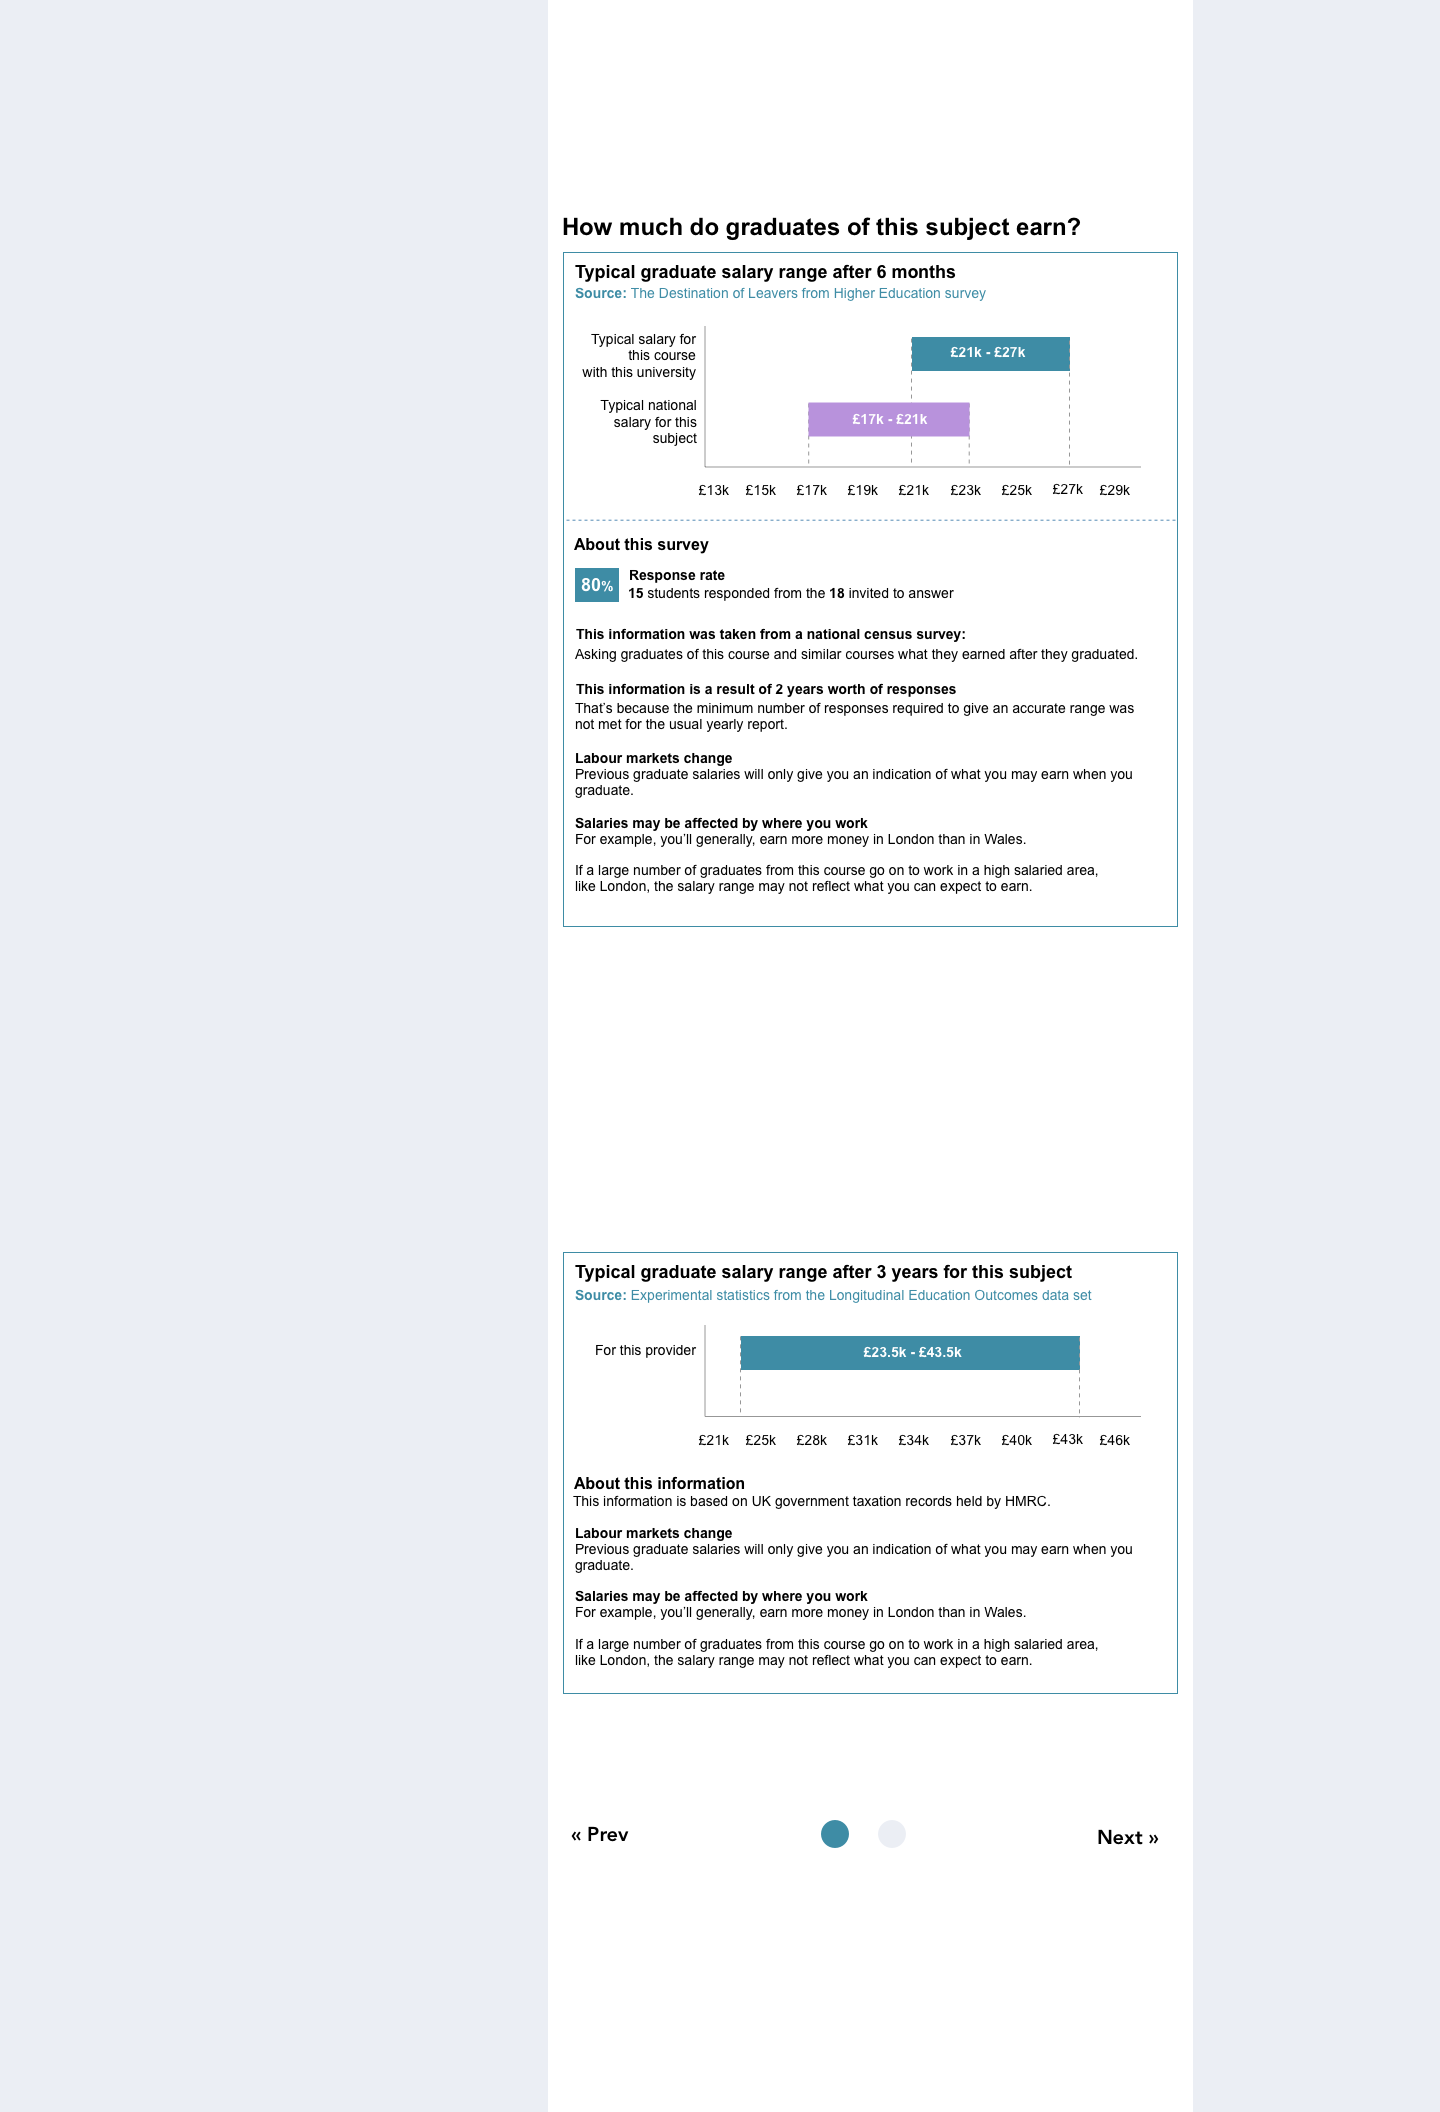 How much do graduates of this subject earn?
Typical graduate salary range after 6 months
Source: The Destination of Leavers from Higher Education survey
Typical salary for
this course
with this university
£21k - £27k
Typical national
salary for this
subject
£17k - £21k
£13k £15k £17k £19k £21k £23k £25k £27k £29k
About this survey
80%
Response rate
15 students responded from the 18 invited to answer
This information was taken from a national census survey:
Asking graduates of this course and similar courses what they earned after they graduated.
This information is a result of 2 years worth of responses
That’s because the minimum number of responses required to give an accurate range was
not met for the usual yearly report.
Labour markets change
Previous graduate salaries will only give you an indication of what you may earn when you
graduate.
Salaries may be affected by where you work
For example, you’ll generally, earn more money in London than in Wales.
If a large number of graduates from this course go on to work in a high salaried area,
like London, the salary range may not reflect what you can expect to earn.
Typical graduate salary range after 3 years for this subject
Source: Experimental statistics from the Longitudinal Education Outcomes data set
For this provider
£23.5k - £43.5k
£21k £25k £28k £31k £34k £37k £40k £43k £46k
About this information
This information is based on UK government taxation records held by HMRC.
Labour markets change
Previous graduate salaries will only give you an indication of what you may earn when you
graduate.
Salaries may be affected by where you work
For example, you’ll generally, earn more money in London than in Wales.
If a large number of graduates from this course go on to work in a high salaried area,
like London, the salary range may not reflect what you can expect to earn.
« Prev
Next »